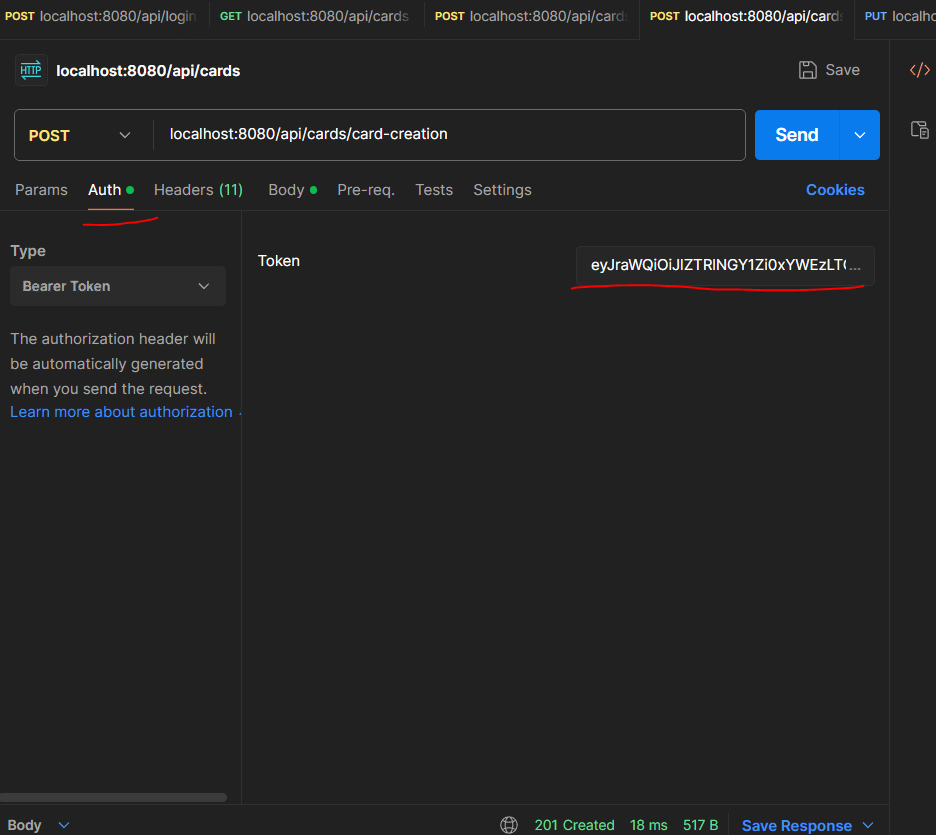 POST localhost:8080/api/login
GET localhost:8080/api/cards
POST localhost:8080/api/card
POST localhost:8080/api/card
PUT localho
HTTP localhost:8080/api/cards
Save
POST
localhost:8080/api/cards/card-creation
Send
Params Auth Headers (11) Body Pre-req. Tests Settings Cookies
Type
Bearer Token
The authorization header will
be automatically generated
when you send the request.
Learn more about authorization
Token
Body
201 Created 18 ms 517 B Save Response